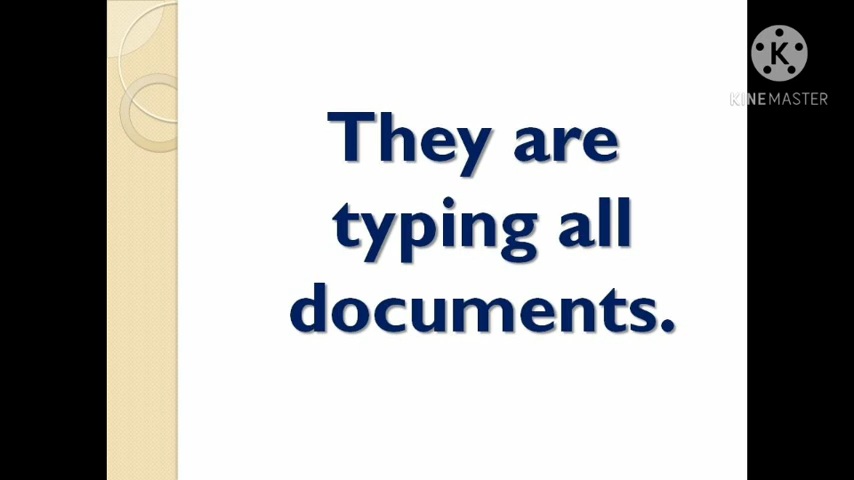 K
KINEMASTER
They are
typing all
documents.